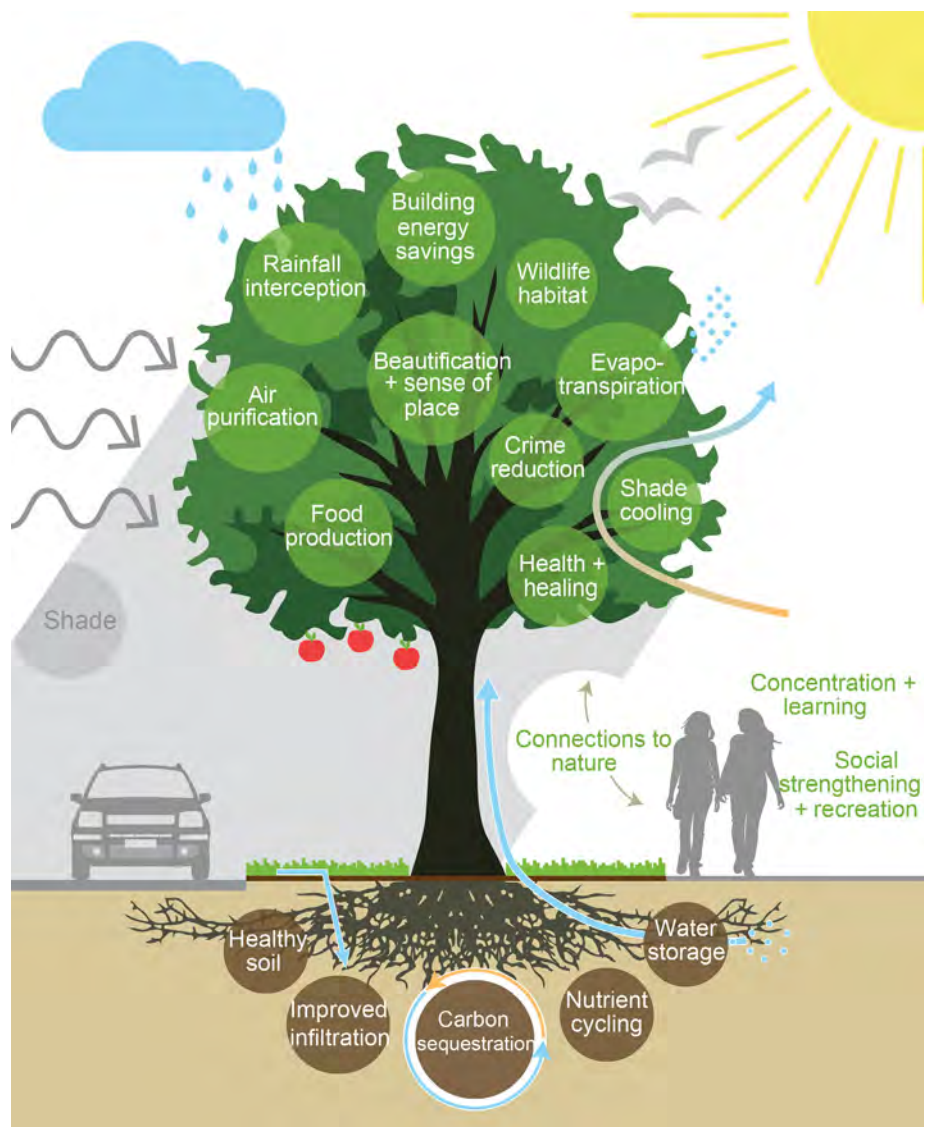 Building
energy
savings
Rainfall
interception
Wildlife
habitat
Beautification
+ sense of
place
Evapo-
transpiration
Air
purification
Crime
reduction
Shade
cooling
Food
production
Health +
healing
Shade
Concentration +
learning
Connections to
nature
Social
strengthening
+ recreation
Healthy
soil
Water
storage
Improved
infiltration
Carbon
sequestration
Nutrient
cycling